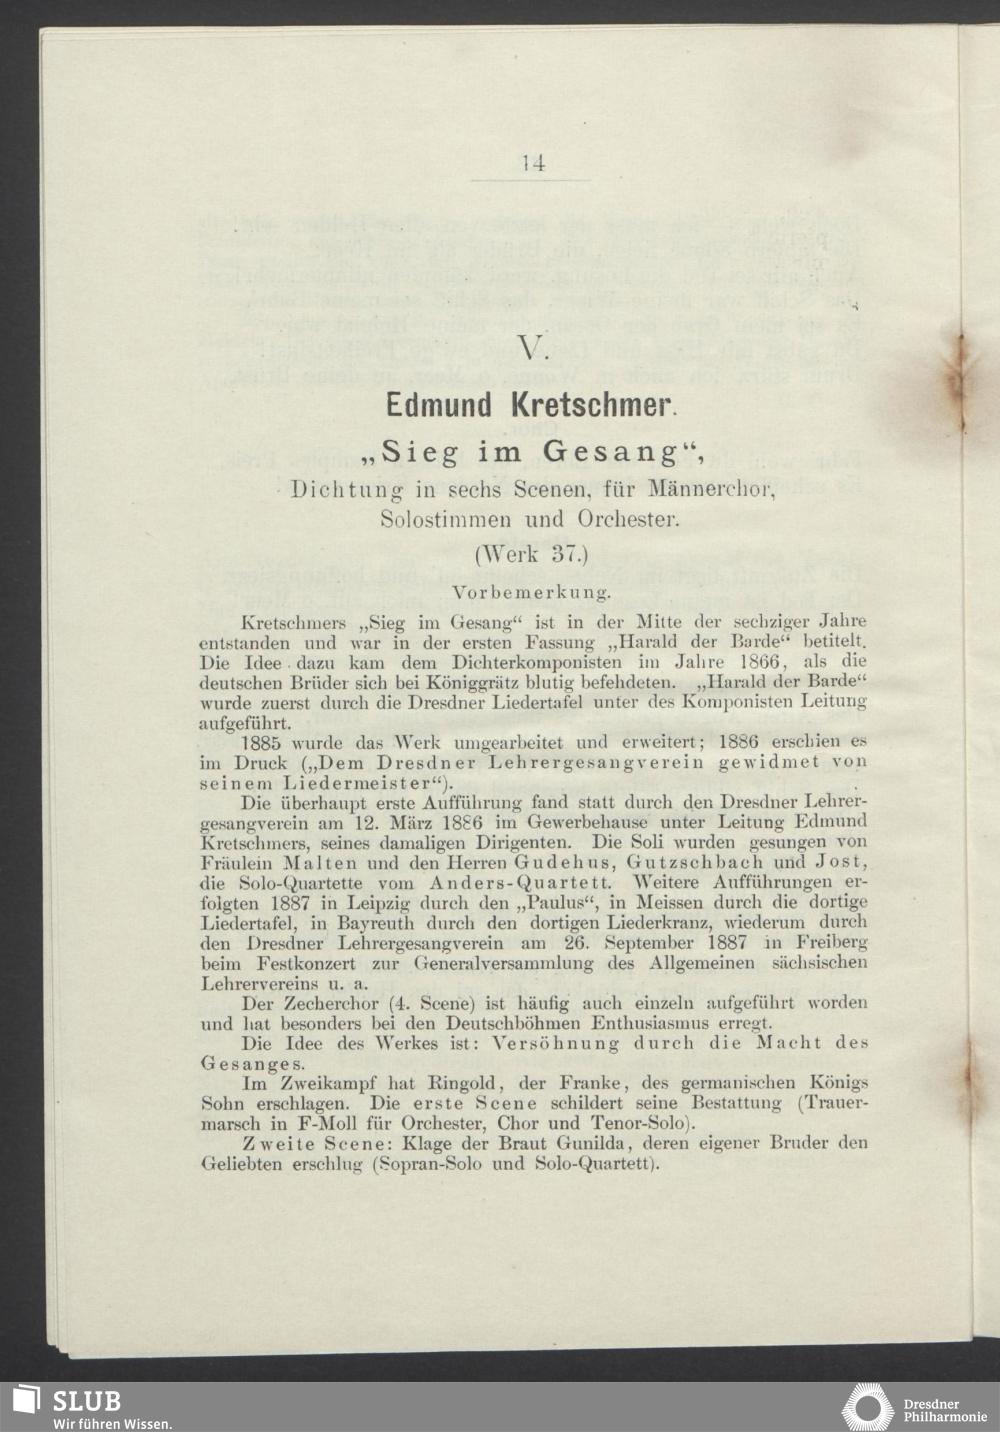 14
V.
Edmund Kretschmer.
„Sieg im Gesang“,
Dichtung in sechs Scenen, für Männerchor,
Solostimmen und Orchester.
(Werk 37.)
Vorbemerkung.
Kretschmers „Sieg im Gesang“ ist in der Mitte der sechziger Jahre
entstanden und war in der ersten Fassung „Harald der Barde“ betitelt.
Die Idee dazu kam dem Dichterkomponisten im Jahre 1866, als die
deutschen Brüder sich bei Königgrätz blutig befehdeten. „Harald der Barde“
wurde zuerst durch die Dresdner Liedertafel unter des Komponisten Leitung
aufgeführt.
1885 wurde das Werk umgearbeitet und erweitert; 1886 erschien es
im Druck („Dem Dresdner Lehrergesangverein gewidmet von
seinem Liedermeister“).
Die überhaupt erste Aufführung fand statt durch den Dresdner Lehrer-
gesangverein am 12. März 1886 im Gewerbehause unter Leitung Edmund
Kretschmers, seines damaligen Dirigenten. Die Soli wurden gesungen von
Fräulein Malten und den Herren Gudehus, Gutzschbach und Jost,
die Solo-Quartette vom Anders-Quartett. Weitere Aufführungen er-
folgten 1887 in Leipzig durch den „Paulus“, in Meissen durch die dortige
Liedertafel, in Bayreuth durch den dortigen Liederkranz, wiederum durch
den Dresdner Lehrergesangverein am 26. September 1887 in Freiberg
beim Festkonzert zur Generalversammlung des Allgemeinen sächsischen
Lehrervereins u. a.
Der Zecherchor (4. Scene) ist häufig auch einzeln aufgeführt worden
und hat besonders bei den Deutschböhmen Enthusiasmus erregt.
Die Idee des Werkes ist: Versöhnung durch die Macht des
Gesanges.
Im Zweikampf hat Ringold, der Franke, des germanischen Königs
Sohn erschlagen. Die erste Scene schildert seine Bestattung (Trauer-
marsch in F-Moll für Orchester, Chor und Tenor-Solo).
Zweite Scene: Klage der Braut Gunilda, deren eigener Bruder den
Geliebten erschlug (Sopran-Solo und Solo-Quartett).
SLUB
Wir führen Wissen.
Dresdner
Philharmonie